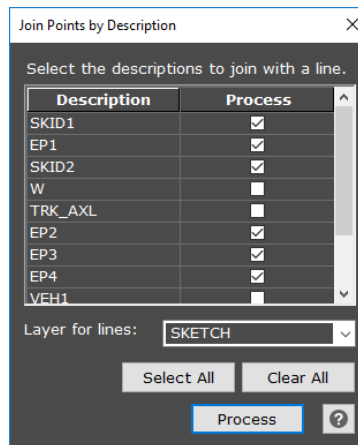 Join Points by Description
Select the descriptions to join with a line.
Description Process
SKID1
EP1
SKID2
W
TRK_AXL
EP2
EP3
EP4
VEH1
Layer for lines: SKETCH
Select All Clear All
Process ?